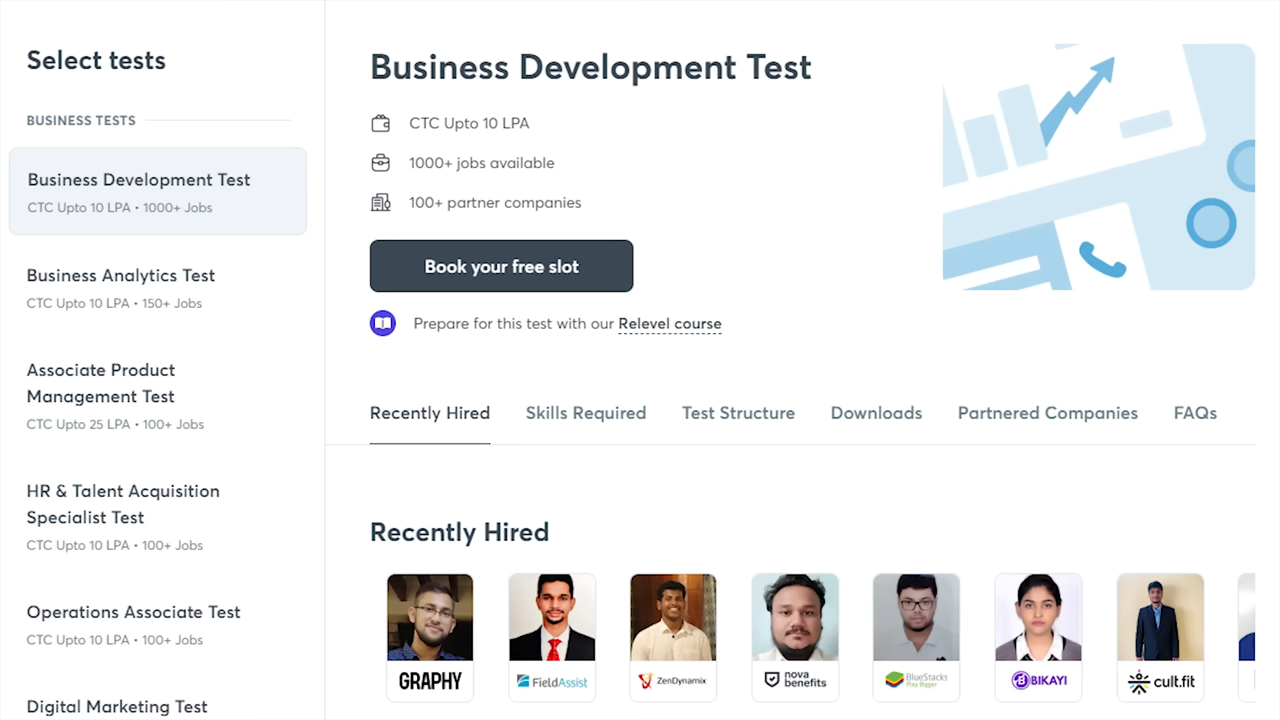 Select tests
BUSINESS TESTS
Business Development Test
CTC Upto 10 LPA • 1000+ Jobs
Business Analytics Test
CTC Upto 10 LPA • 150+ Jobs
Associate Product
Management Test
CTC Upto 25 LPA • 100+ Jobs
HR & Talent Acquisition
Specialist Test
CTC Upto 10 LPA • 100+ Jobs
Operations Associate Test
CTC Upto 10 LPA • 100+ Jobs
Digital Marketing Test
Business Development Test
CTC Upto 10 LPA
1000+ jobs available
100+ partner companies
Book your free slot
Prepare for this test with our Relevel course
Recently Hired Skills Required Test Structure Downloads Partnered Companies FAQs
Recently Hired
GRAPHY
FieldAssist
ZenDynamix
nova
benefits
BlueStacks
Play Bigger
BIKAYI
cult.fit